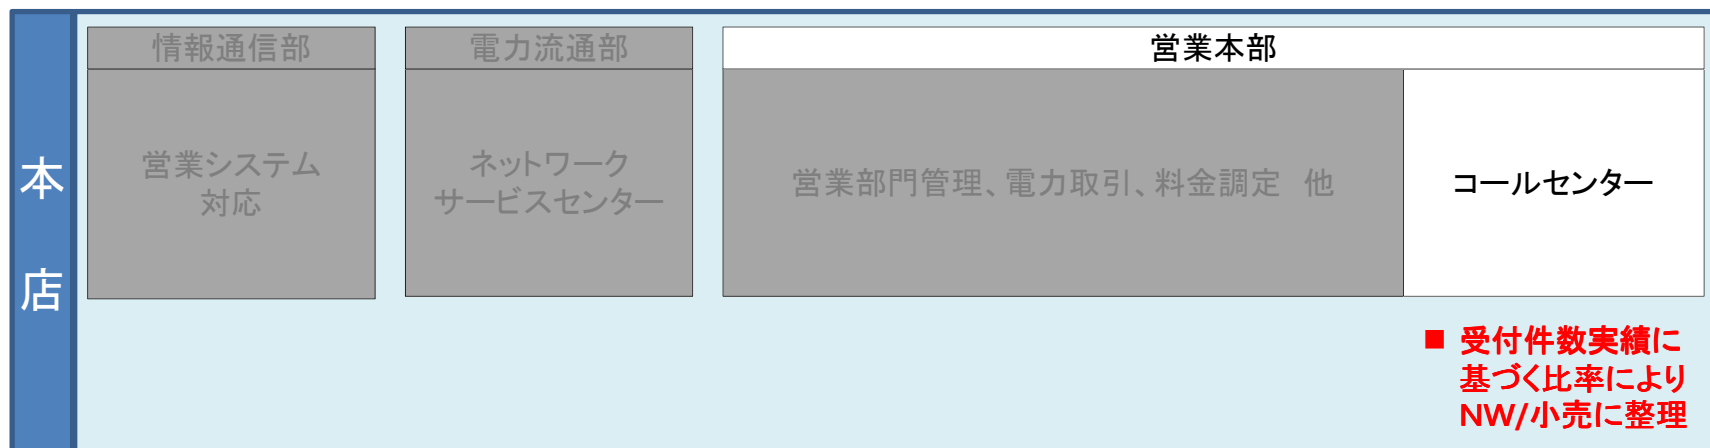 本店
情報通信部
営業システム
対応
電力流通部
ネットワーク
サービスセンター
営業本部
営業部門管理、電力取引、料金調定　他
コールセンター
■ 受付件数実績に
基づく比率により
NW/小売に整理